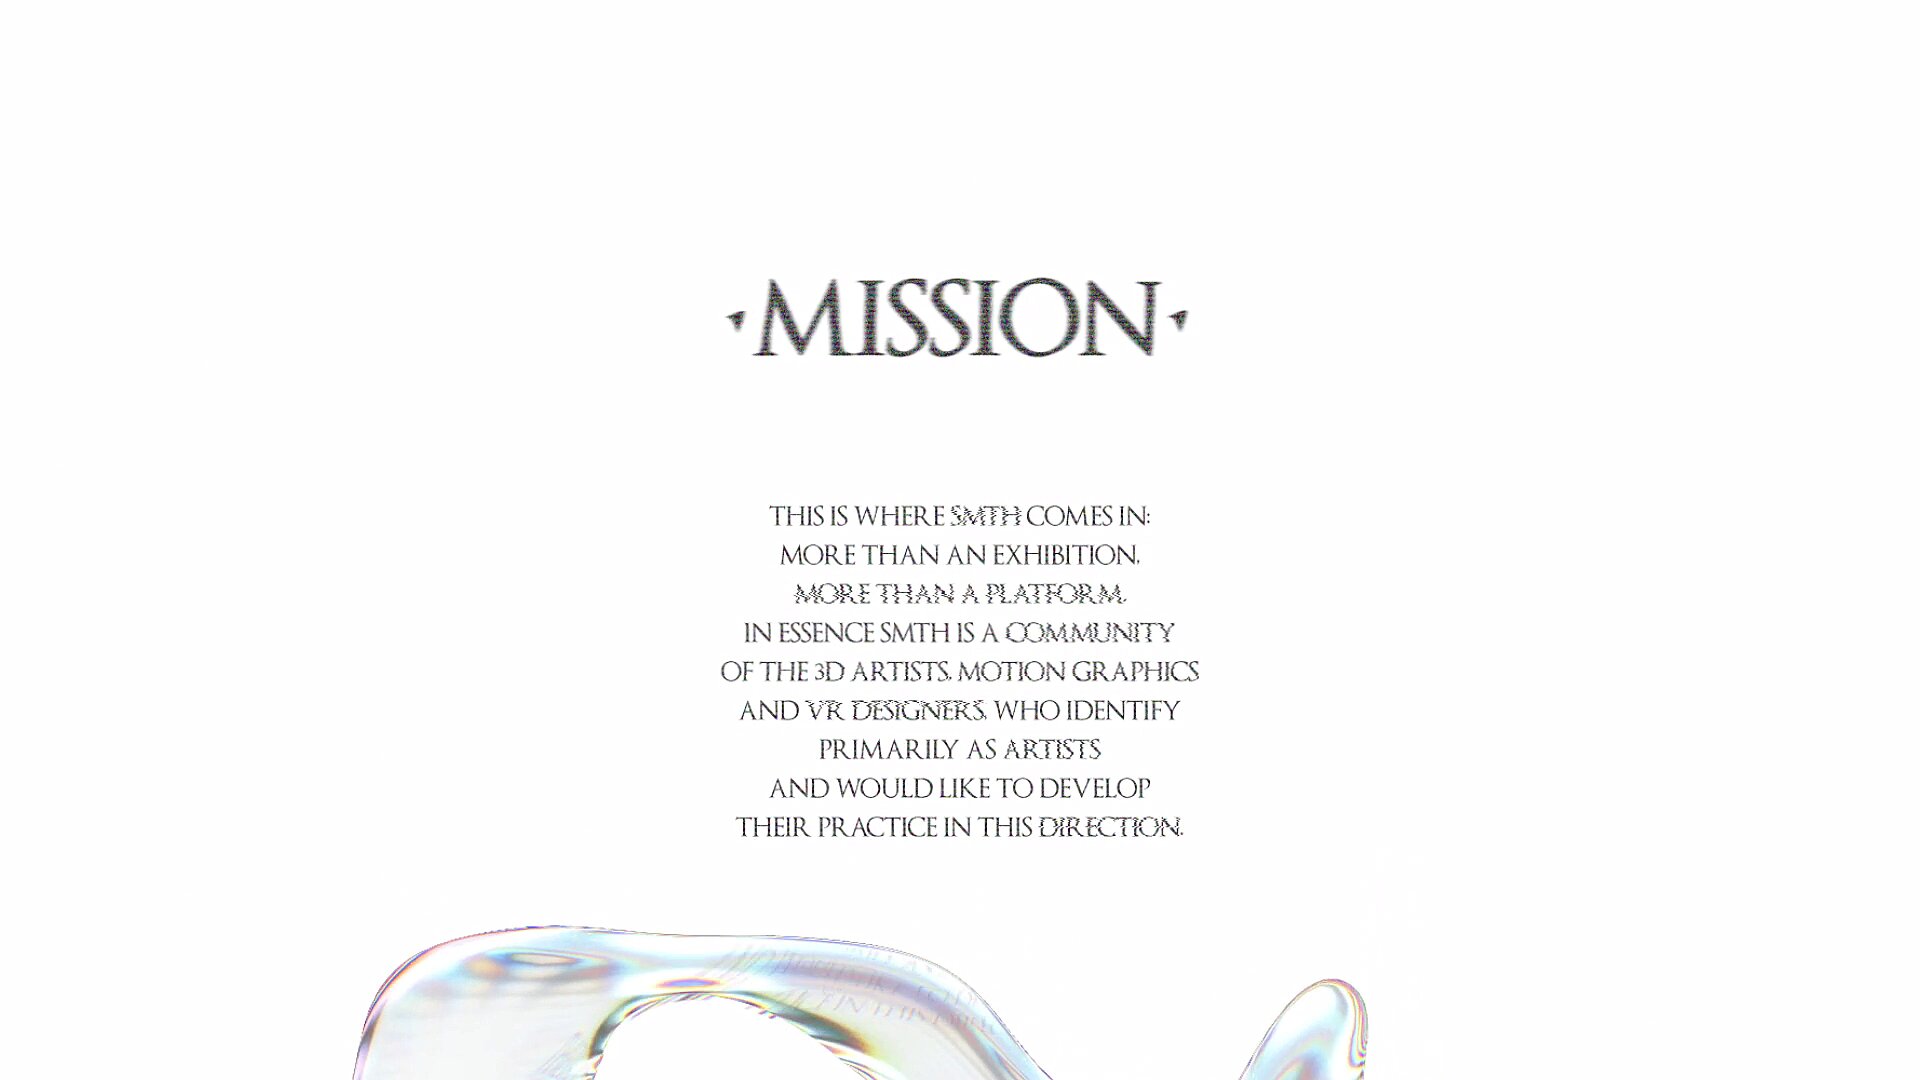 MISSION
THIS IS WHERE SMTH COMES IN:
MORE THAN AN EXHIBITION,
MORE THAN A PLATFORM.
IN ESSENCE SMTH IS A COMMUNITY
OF THE 3D ARTISTS, MOTION GRAPHICS
AND VR DESIGNERS, WHO IDENTIFY
PRIMARILY AS ARTISTS
AND WOULD LIKE TO DEVELOP
THEIR PRACTICE IN THIS DIRECTION.